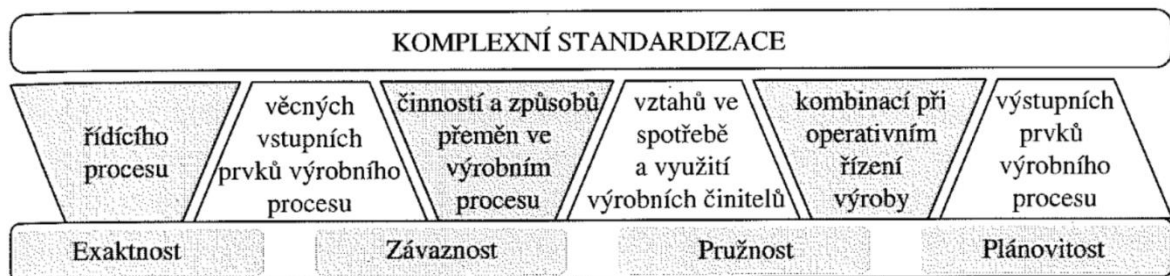 KOMPLEXNÍ STANDARDIZACE
řídícího
procesu
věcných
vstupních
prvků výrobního
procesu
činností a způsobů
přeměn ve
výrobním
procesu
vztahů ve
spotřebě
a využití
výrobních činitelů
kombinací při
operativním
řízení
výroby
výstupních
prvků
výrobního
procesu
Exaktnost
Závaznost
Pružnost
Plánovitost